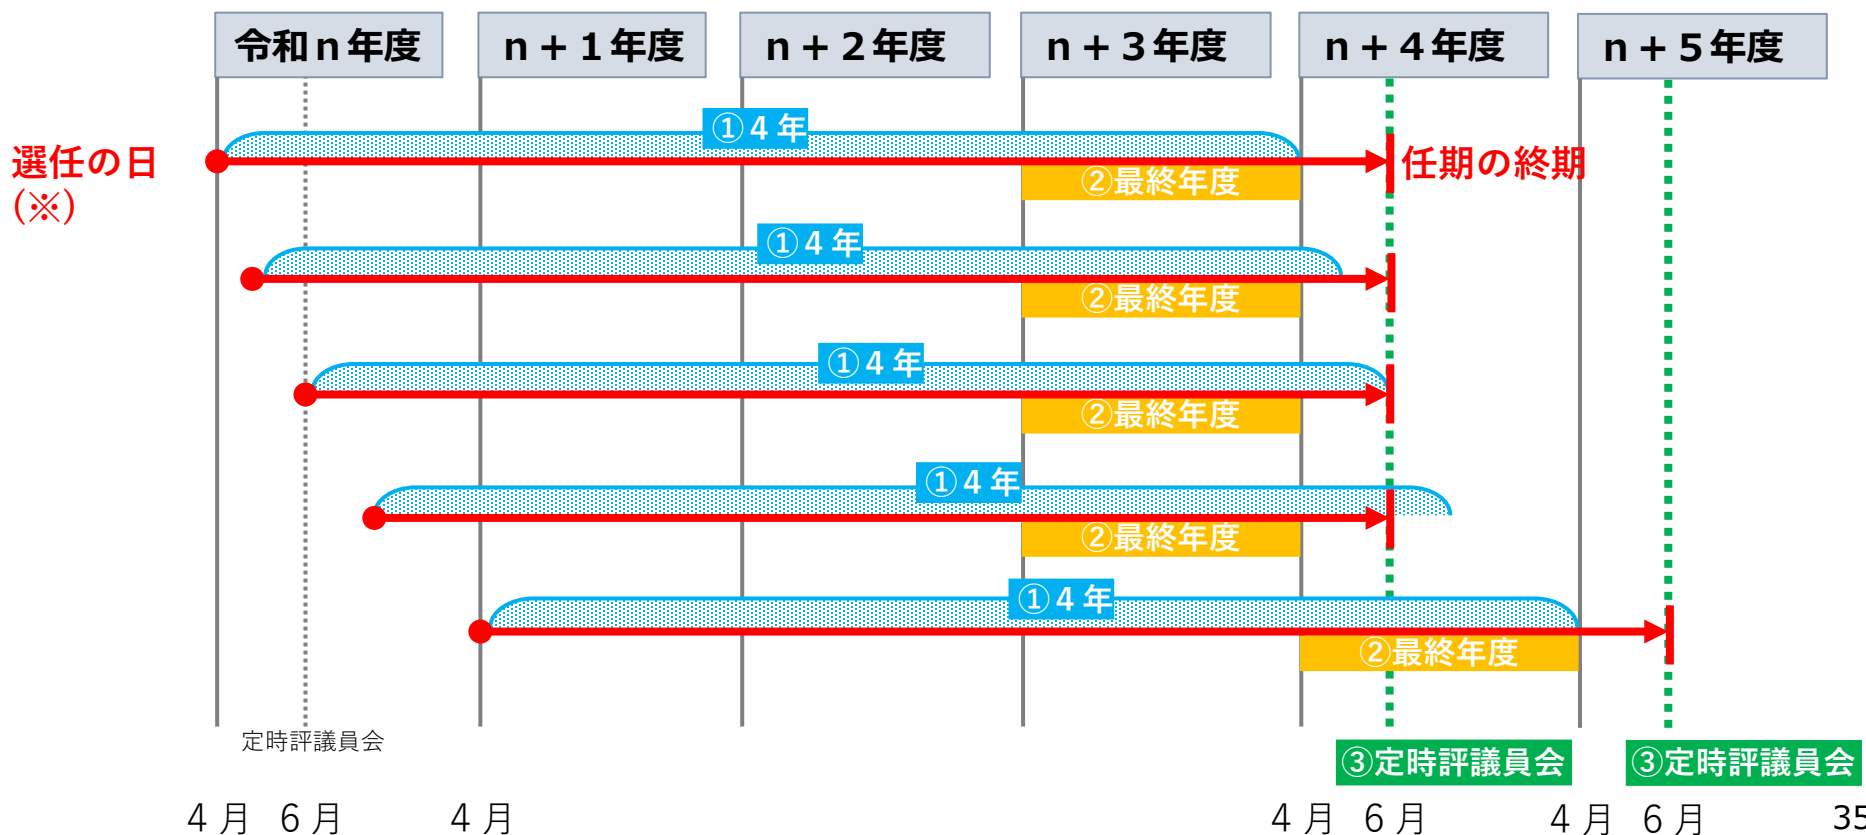 令和ｎ年度
ｎ＋１年度
ｎ＋２年度
ｎ＋３年度
ｎ＋４年度
ｎ＋５年度
選任の日
(※)
①４年
②最終年度
任期の終期
①４年
②最終年度
①４年
②最終年度
①４年
②最終年度
①４年
②最終年度
定時評議員会
③定時評議員会
③定時評議員会
４月
６月
４月
４月
６月
４月
６月
35